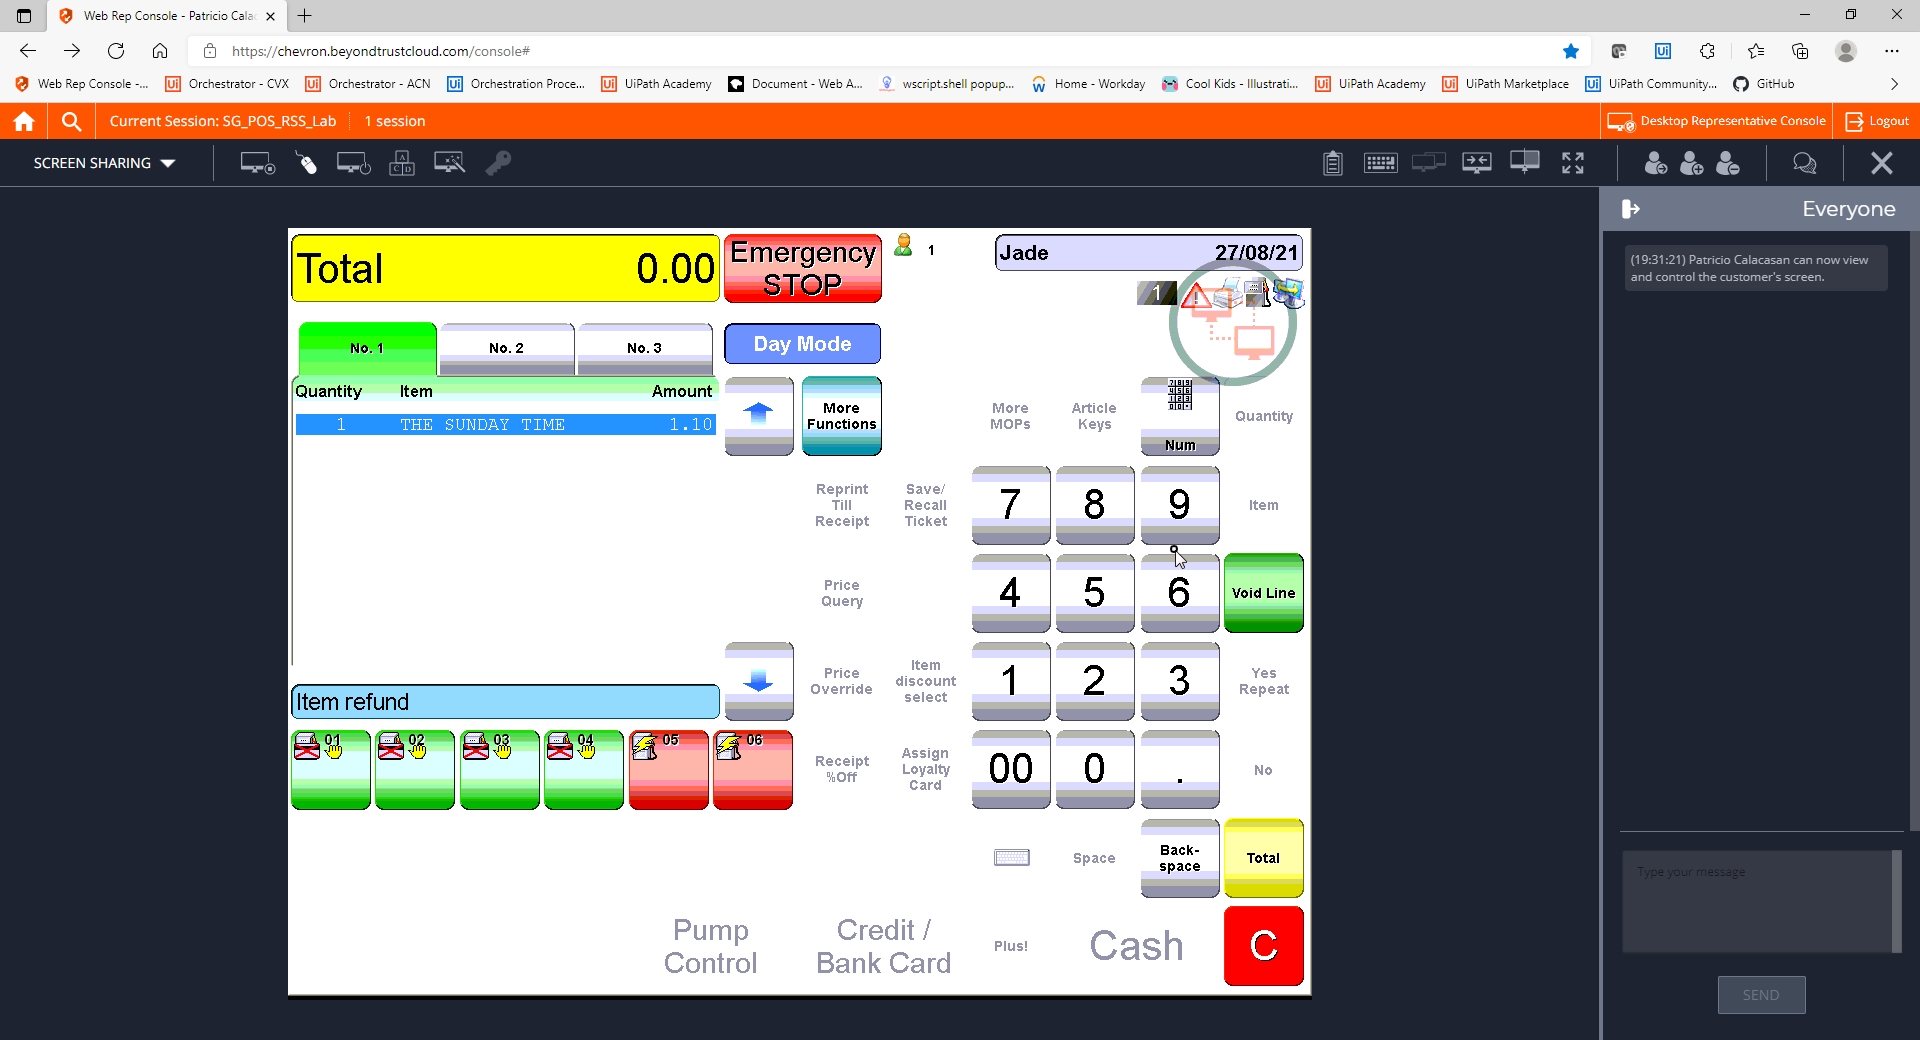 Web Rep Console - Patricio Cala
https://chevron.beyondtrustcloud.com/console#
Web Rep Console -...
Orchestrator - CVX
Orchestrator - ACN
Orchestration Proce...
UiPath Academy
Document - Web A...
wscript.shell popup...
Home - Workday
Cool Kids - Illustrati...
UiPath Academy
UiPath Marketplace
UiPath Community...
GitHub
Current Session: SG_POS_RSS_Lab
1 session
Desktop Representative Console
Logout
SCREEN SHARING
Everyone
(19:31:21) Patricio Calacasan can now view
and control the customer's screen.
Total 0.00
Emergency
STOP
1
Jade 27/08/21
1
No. 1
No. 2
No. 3
Day Mode
Quantity Item Amount
1 THE SUNDAY TIME 1.10
More
Functions
More
MOPs
Article
Keys
Num
Quantity
Reprint
Till
Receipt
Save/
Recall
Ticket
7
8
9
Item
Price
Query
4
5
6
Void Line
Price
Override
Item
discount
select
1
2
3
Yes
Repeat
Item refund
01
02
03
04
05
06
Receipt
%Off
Assign
Loyalty
Card
00
0
.
No
Space
Back-
space
Total
Pump
Control
Credit /
Bank Card
Plus!
Cash
C
Type your message
SEND